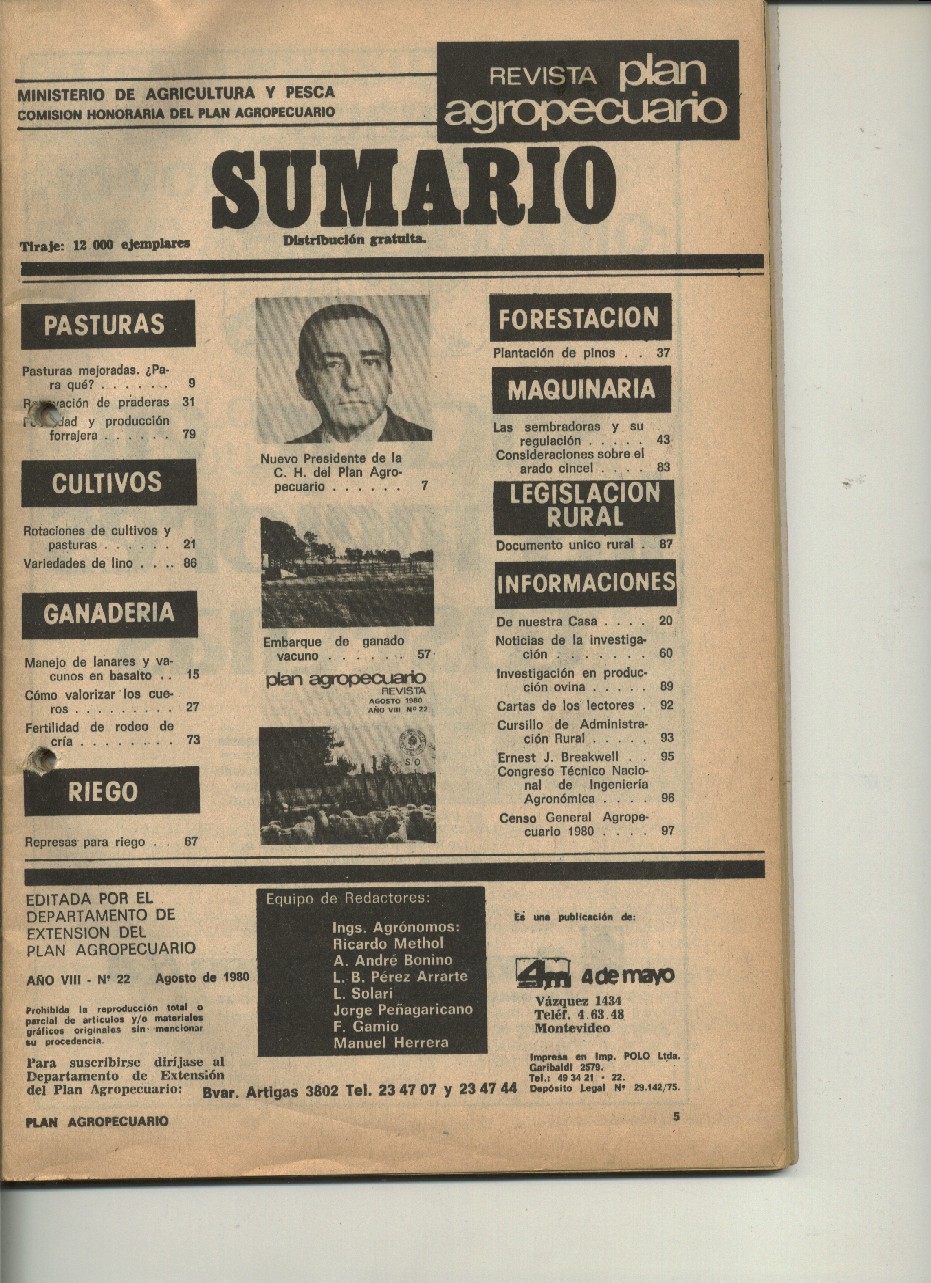 MINISTERIO DE AGRICULTURA Y PESCA
COMISION HONORARIA DEL PLAN AGROPECUARIO
REVISTA plan
agropecuario
SUMARIO
Tiraje: 12 000 ejemplares
Distribución gratuita.
PASTURAS
Pasturas mejoradas. ¿Pa-
ra qué? . . . . . . 9
vación de praderas 31
dad y producción
forrajera . . . . . . 79
CULTIVOS
Rotaciones de cultivos y
pasturas . . . . . . 21
Variedades de lino . . .. 86
GANADERIA
Manejo de lanares y va-
cunos en basalto . . 15
Cómo valorizar los cue-
ros . . . . . . . . . 27
Fertilidad de rodeo de
cría . . . . . . . . . 73
RIEGO
Represas para riego . . 67
Nuevo Presidente de la
C. H. del Plan Agro-
pecuario . . . . . . 7
Embarque de ganado
vacuno . . . . . . . 57
plan agropecuario
REVISTA
AGOSTO 1980
AÑO VIII Nº 22
FORESTACION
Plantación de pinos . . 37
MAQUINARIA
Las sembradoras y su
regulación . . . . . 43
Consideraciones sobre el
arado cincel . . . . 83
LEGISLACION
RURAL
Documento unico rural . 87
INFORMACIONES
De nuestra Casa . . . . 20
Noticias de la investiga-
ción . . . . . . . 60
Investigación en produc-
ción ovina . . . . . 89
Cartas de los lectores . 92
Cursillo de Administra-
ción Rural . . . . . 93
Ernest J. Breakwell . . 95
Congreso Técnico Nacio-
nal de Ingeniería
Agronómica . . . . 96
Censo General Agrope-
cuario 1980 . . . . 97
EDITADA POR EL
DEPARTAMENTO DE
EXTENSION DEL
PLAN AGROPECUARIO
AÑO VIII - Nº 22 Agosto de 1980
Prohibida la reproducción total o
parcial de artículos y/o materiales
gráficos originales sin mencionar
su procedencia.
Para suscribirse diríjase al
Departamento de Extensión
del Plan Agropecuario: Bvar. Artigas 3802 Tel. 23 47 07 y 23 47 44
Equipo de Redactores:
Ings. Agrónomos:
Ricardo Methol
A. André Bonino
L. B. Pérez Arrarte
L. Solari
Jorge Peñagaricano
F. Gamio
Manuel Herrera
Es una publicación de:
4m 4 de mayo
Vázquez 1434
Teléf. 4.63.48
Montevideo
Impresa en Imp. POLO Ltda.
Garibaldi 2579.
Tel.: 49 34 21 - 22.
Depósito Legal Nº 29.142/75.
PLAN AGROPECUARIO
5